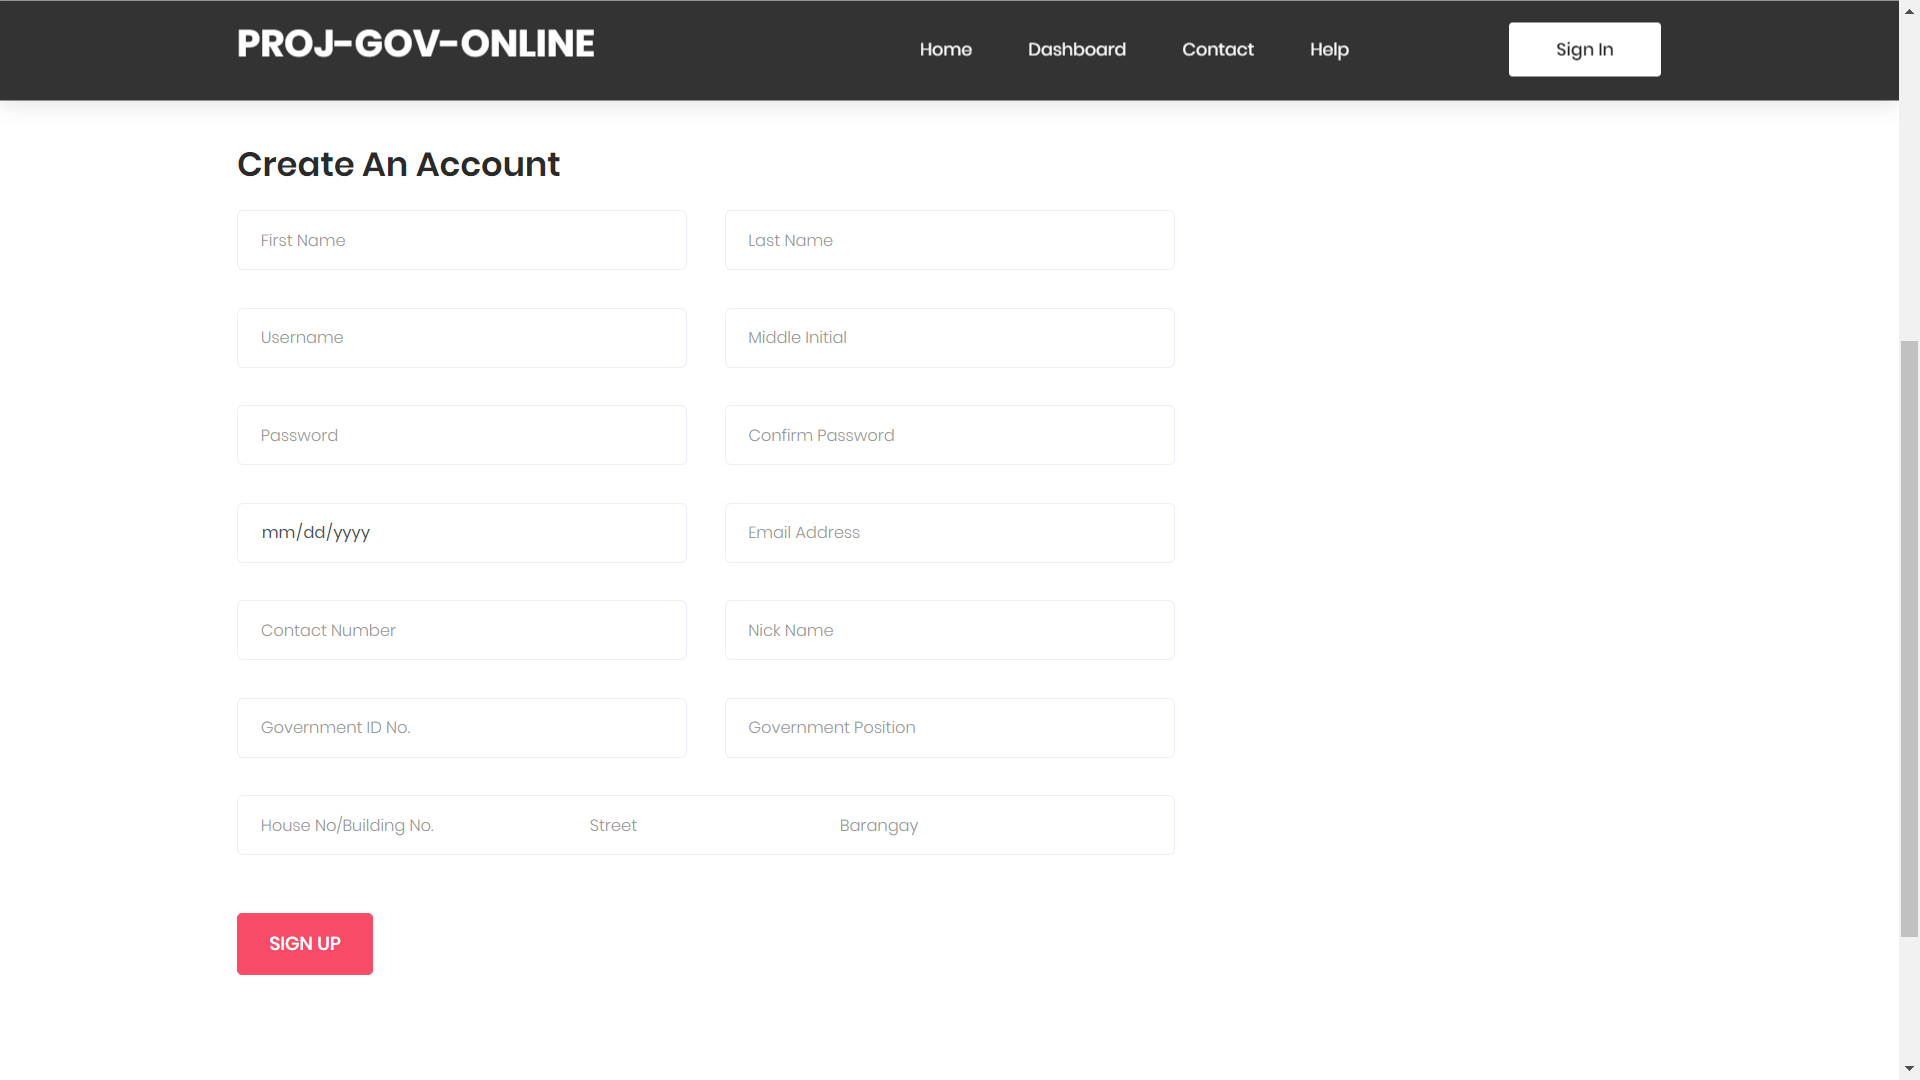 PROJ-GOV-ONLINE
Home Dashboard Contact Help
Sign In
Create An Account
First Name Last Name
Username Middle Initial
Password Confirm Password
mm/dd/yyyy Email Address
Contact Number Nick Name
Government ID No. Government Position
House No/Building No. Street Barangay
SIGN UP